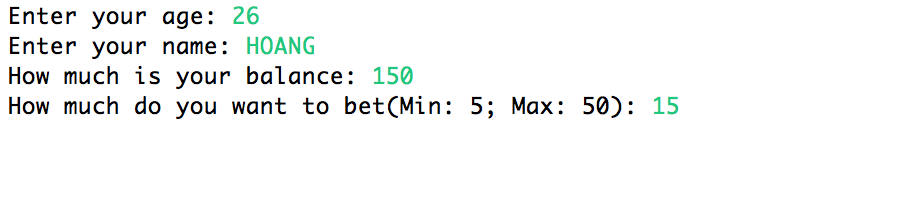 Enter your age: 26
Enter your name: HOANG
How much is your balance: 150
How much do you want to bet(Min: 5; Max: 50): 15